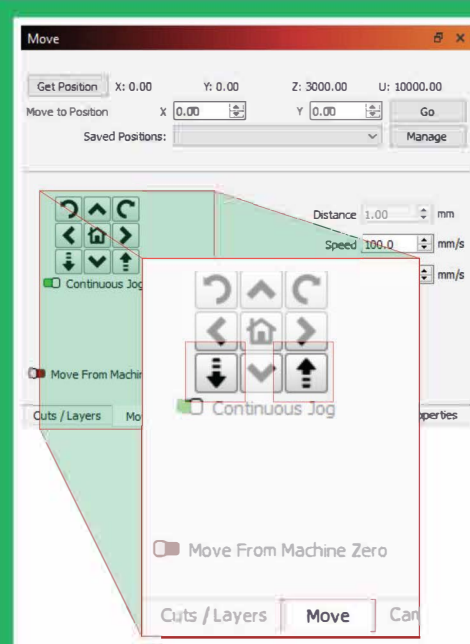 Move
Get Position X: 0.00 Y: 0.00 Z: 3000.00 U: 10000.00
Move to Position X 0.00 Y 0.00 Go
Saved Positions: Manage
Distance 1.00 mm
Speed 100.0 mm/s
mm/s
Continuous Jog
Move From Machin
Cuts / Layers Mo perties
Continuous Jog
Move From Machine Zero
Cuts / Layers Move Can